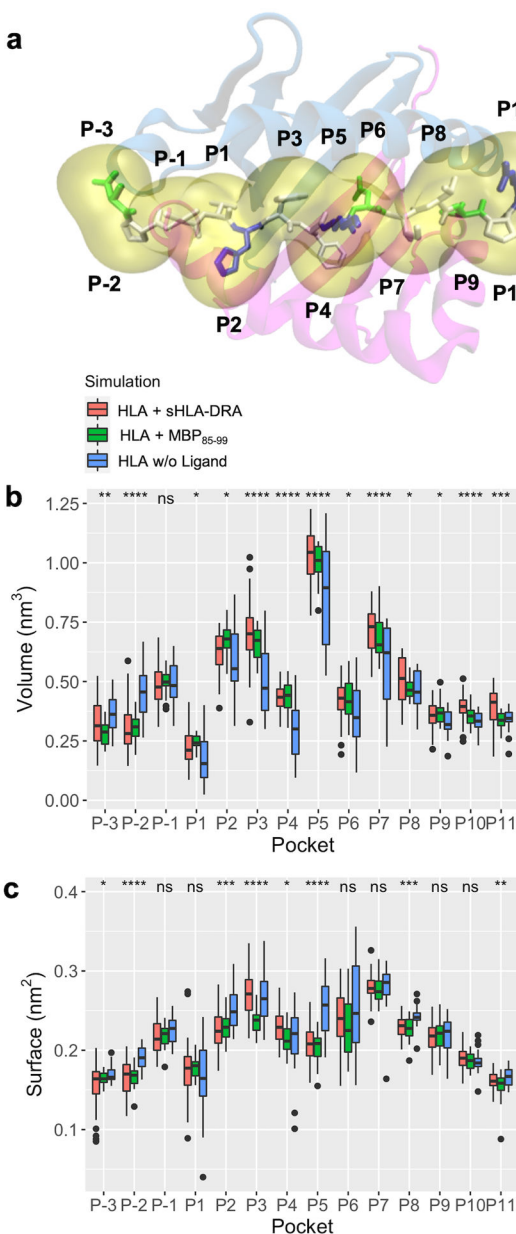 a
P-3 P-1 P1 P3 P5 P6 P8 P1
P-2 P2 P4 P7 P9 P1
Simulation
HLA + sHLA-DRA
HLA + MBP85-99
HLA w/o Ligand
b
** **** ns * * **** **** **** * **** * * **** ***
Volume (nm3)
1.25
1.00
0.75
0.50
0.25
0.00
P-3 P-2 P-1 P1 P2 P3 P4 P5 P6 P7 P8 P9 P10 P11
Pocket
c
* **** ns ns *** **** * **** ns ns *** ns ns **
Surface (nm2)
0.4
0.3
0.2
0.1
P-3 P-2 P-1 P1 P2 P3 P4 P5 P6 P7 P8 P9 P10 P11
Pocket